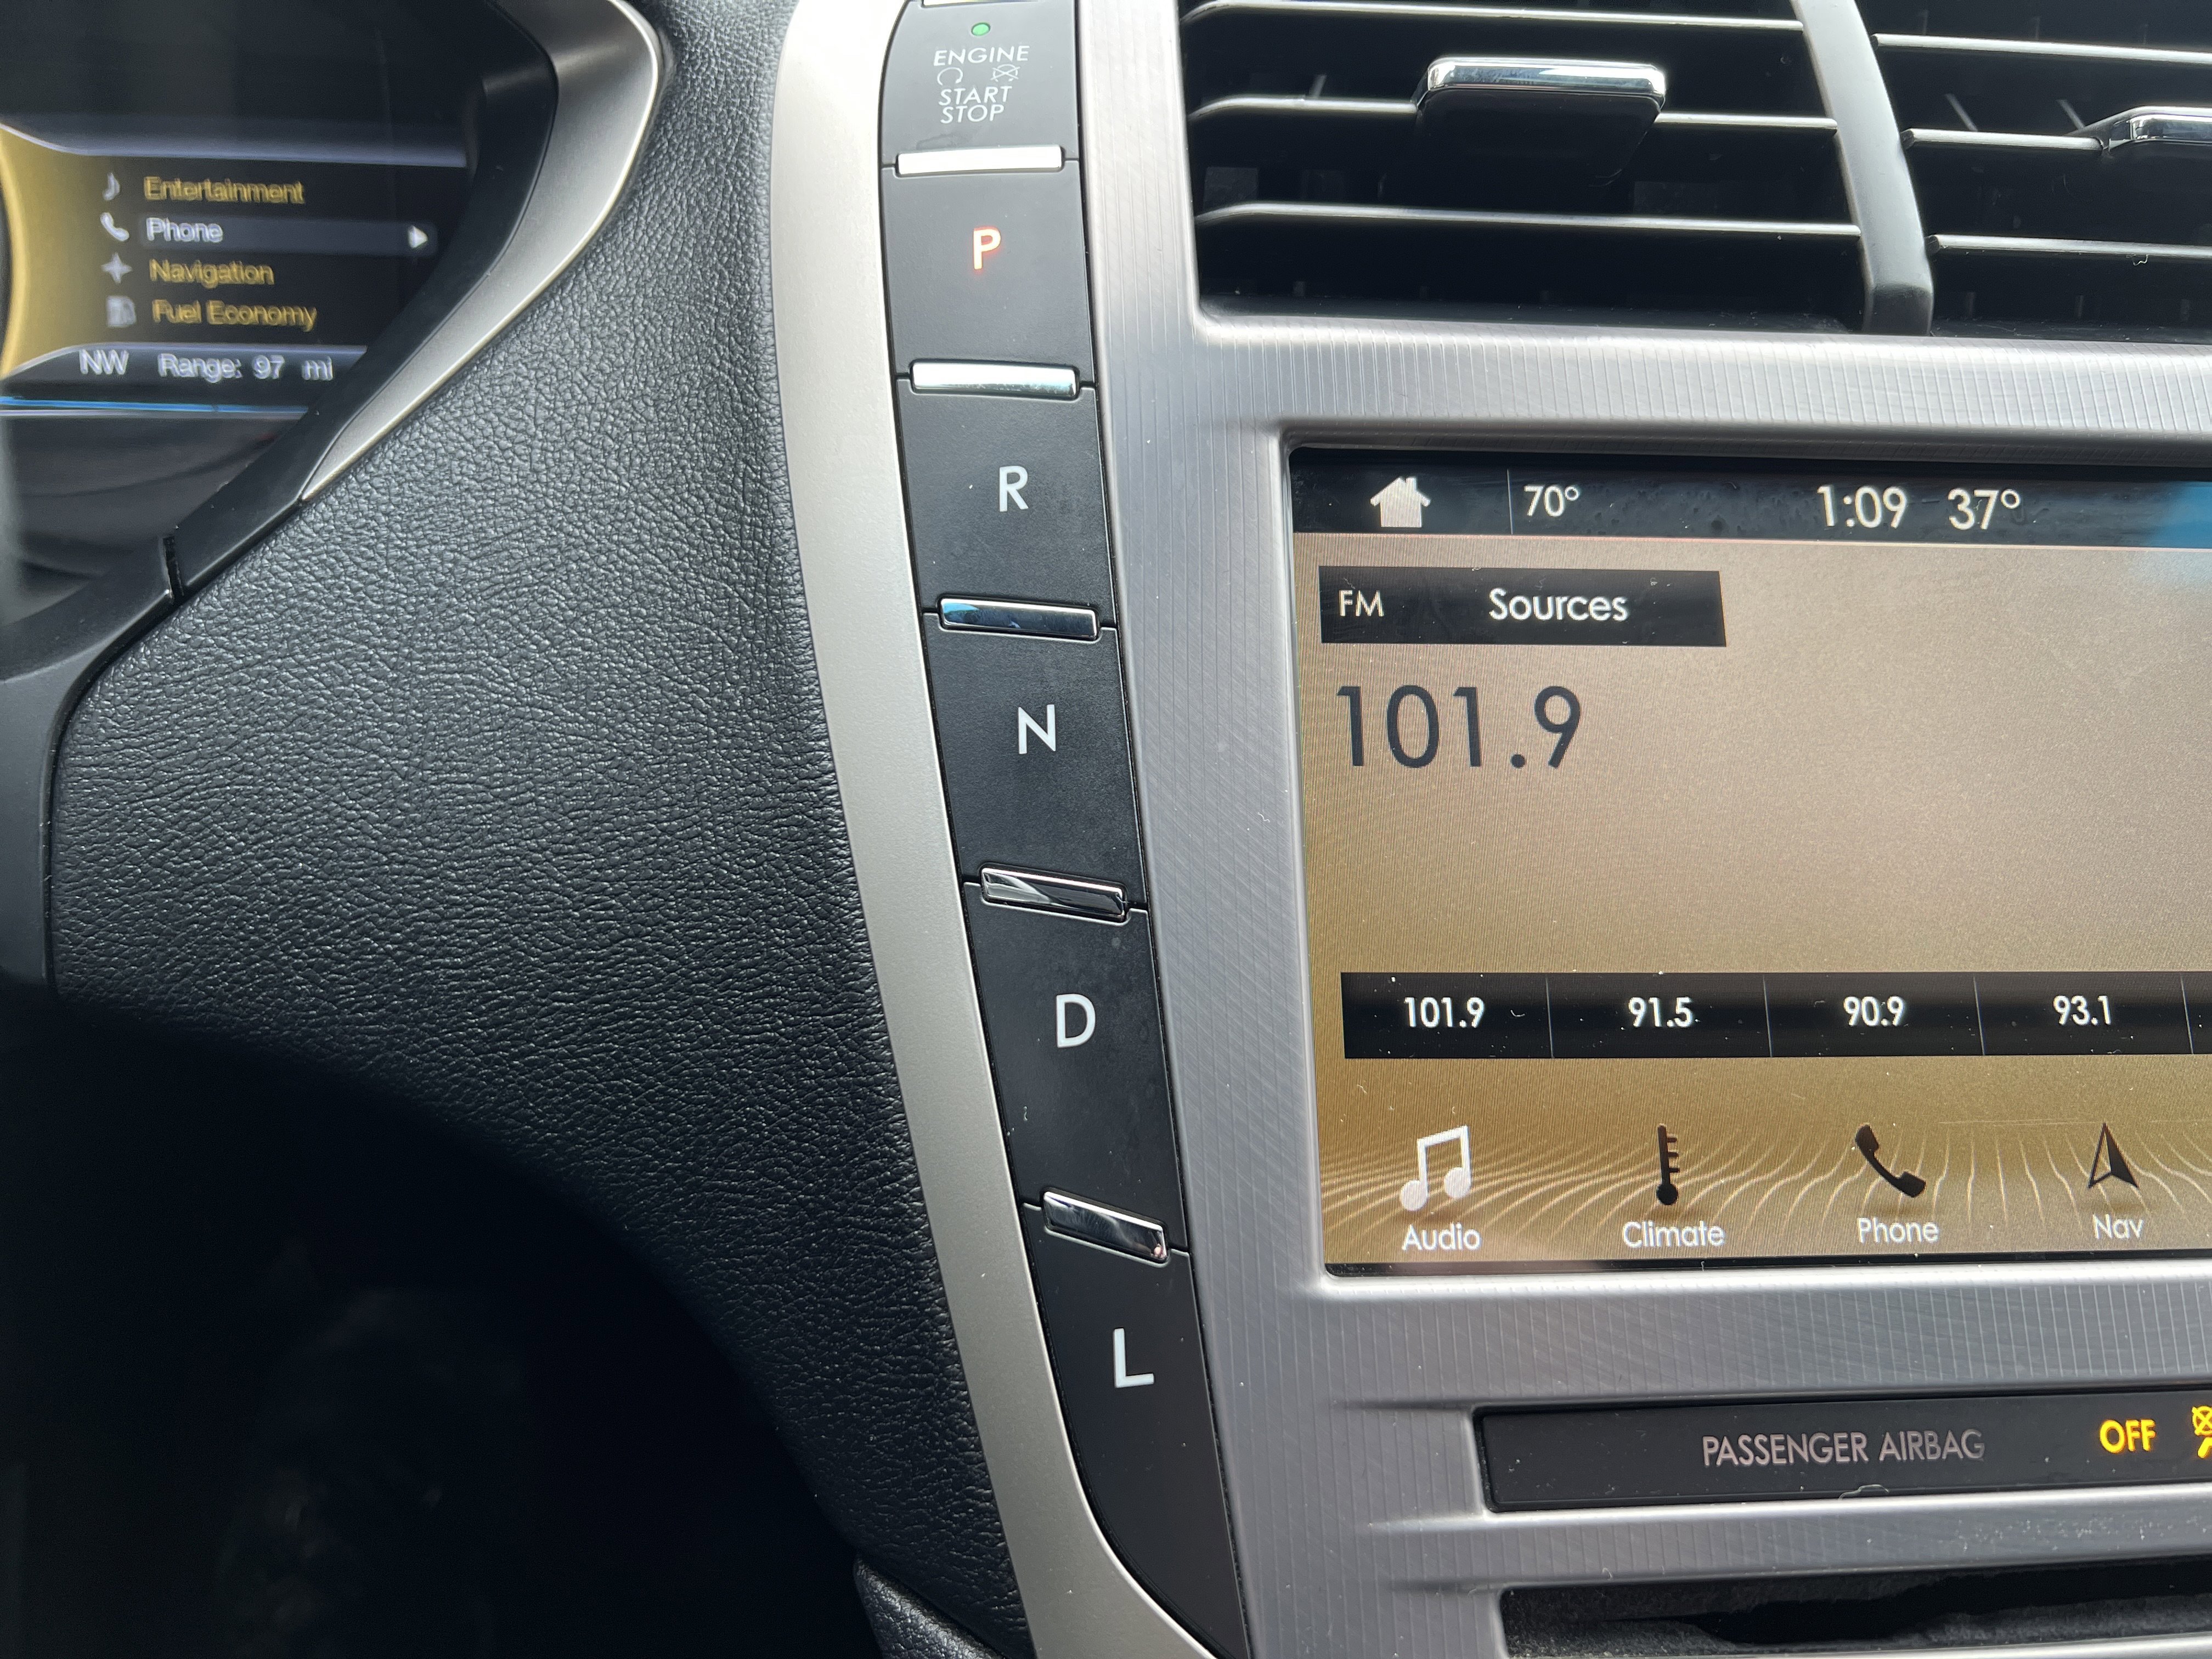 Entertainment
Phone
Navigation
Fuel Economy
NW Range: 97 mi
ENGINE
START
STOP
P
R
N
D
L
70° 1:09 37°
FM Sources
101.9
101.9 91.5 90.9 93.1
Audio Climate Phone Nav
PASSENGER AIRBAG OFF